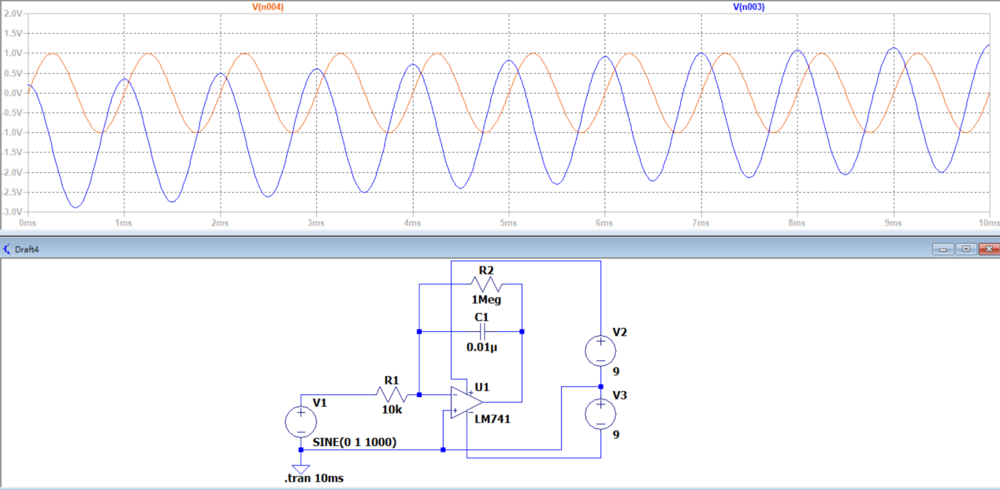 V(n004) V(n003)
2.0V
1.5V
1.0V
0.5V
0.0V
-0.5V
-1.0V
-1.5V
-2.0V
-2.5V
-3.0V
0ms 1ms 2ms 3ms 4ms 5ms 6ms 7ms 8ms 9ms 10ms
Draft4
R2
1Meg
C1
0.01µ
V2
9
R1
10k
U1
LM741
V1
SINE(0 1 1000)
V3
9
.tran 10ms